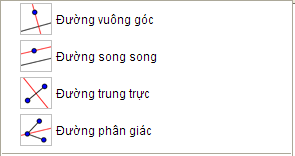 Đường vuông góc
Đường song song
Đường trung trực
Đường phân giác